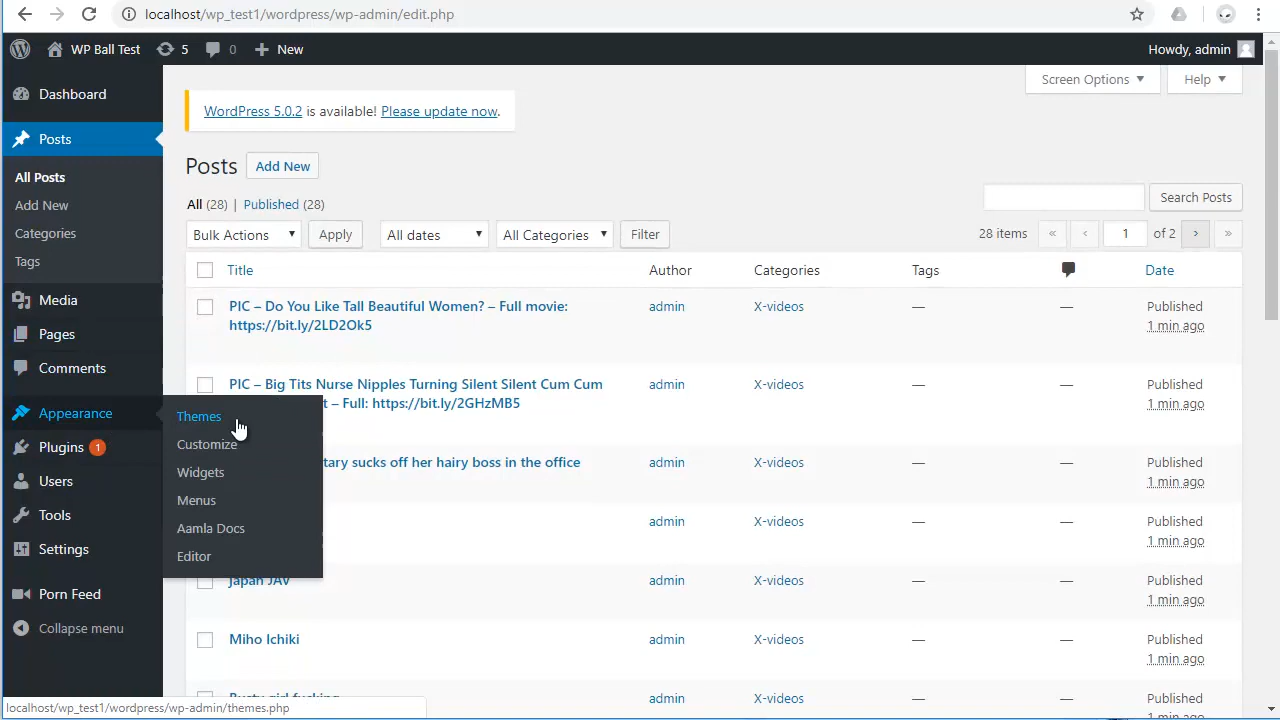 localhost/wp_test1/wordpress/wp-admin/edit.php
WP Ball Test 5 0 New Howdy, admin
Dashboard
Posts
All Posts
Add New
Categories
Tags
Media
Pages
Comments
Appearance
Plugins 1
Users
Tools
Settings
Porn Feed
Collapse menu
Themes
Customize
Widgets
Menus
Aamla Docs
Editor
Screen Options Help
WordPress 5.0.2 is available! Please update now.
Posts Add New
All (28) | Published (28)
Search Posts
Bulk Actions Apply All dates All Categories Filter 28 items « ‹ 1 of 2 › »
Title Author Categories Tags Date
PIC – Do You Like Tall Beautiful Women? – Full movie: admin X-videos — — Published
https://bit.ly/2LD2Ok5 1 min ago
PIC – Big Tits Nurse Nipples Turning Silent Silent Cum Cum admin X-videos — — Published
t – Full: https://bit.ly/2GHzMB5 1 min ago
tary sucks off her hairy boss in the office admin X-videos — — Published
1 min ago
admin X-videos — — Published
1 min ago
Japan JAV admin X-videos — — Published
1 min ago
Miho Ichiki admin X-videos — — Published
1 min ago
Busty girl fucking admin X-videos — — Published
1 min ago
localhost/wp_test1/wordpress/wp-admin/themes.php